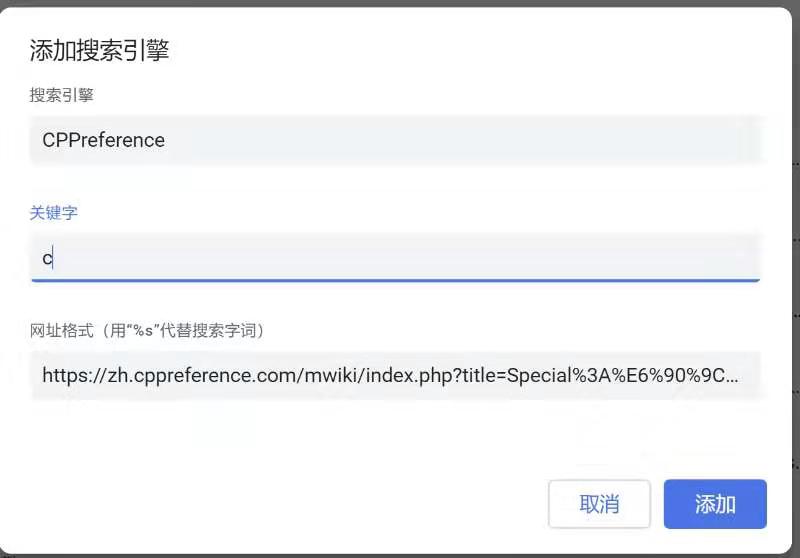 添加搜索引擎
搜索引擎
CPPreference
关键字
c
网址格式（用“%s”代替搜索字词）
https://zh.cppreference.com/mwiki/index.php?title=Special%3A%E6%90%9C...
取消
添加